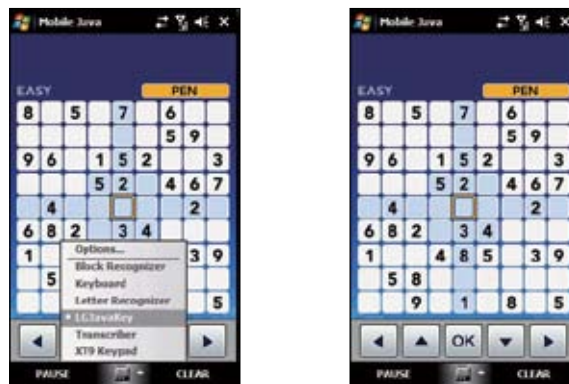 Mobile Java
EASY PEN
8 5 7 6
5 9
9 6 1 5 2 3
5 2 4 6 7
4 2
6 8 2 3 4
1 3 9
5
5
Options...
Block Recognizer
Keyboard
Letter Recognizer
LGJavaKey
Transcriber
XT9 Keypad
PAUSE CLEAR
Mobile Java
EASY PEN
8 5 7 6
5 9
9 6 1 5 2 3
5 2 4 6 7
4 2
6 8 2 3 4
1 4 8 5 3 9
5 8
9 1 8 5
OK
PAUSE CLEAR